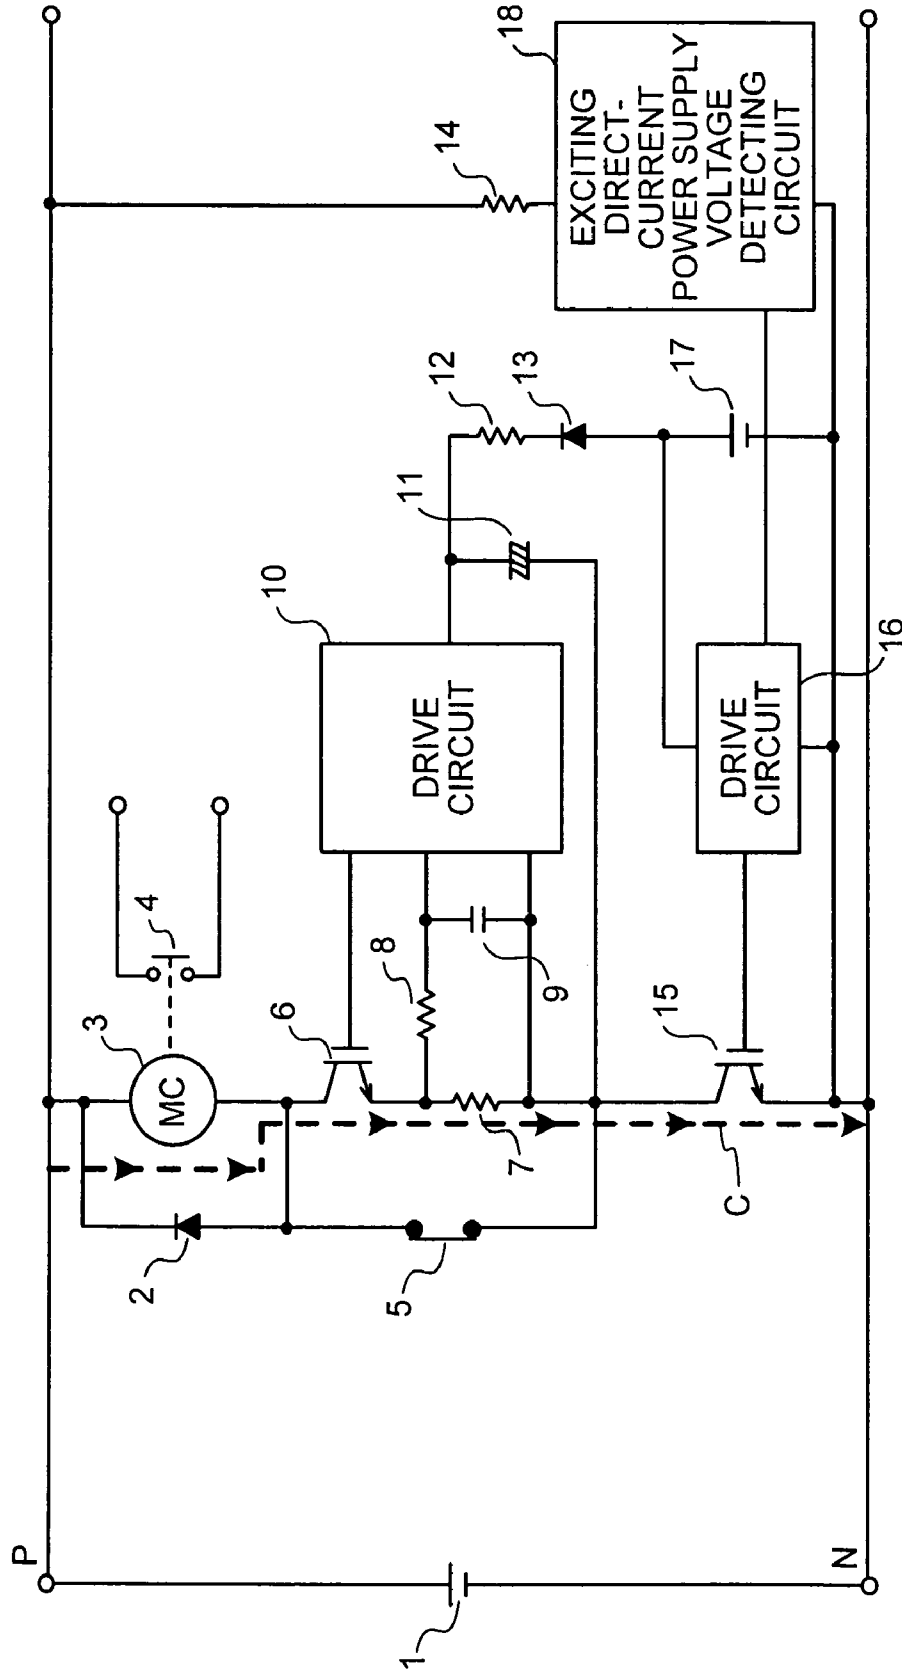 P
N
1
2
3
MC
4
5
6
7
8
9
10
DRIVE
CIRCUIT
11
12
13
14
15
C
DRIVE
CIRCUIT
16
17
18
EXCITING
DIRECT-
CURRENT
POWER SUPPLY
VOLTAGE
DETECTING
CIRCUIT